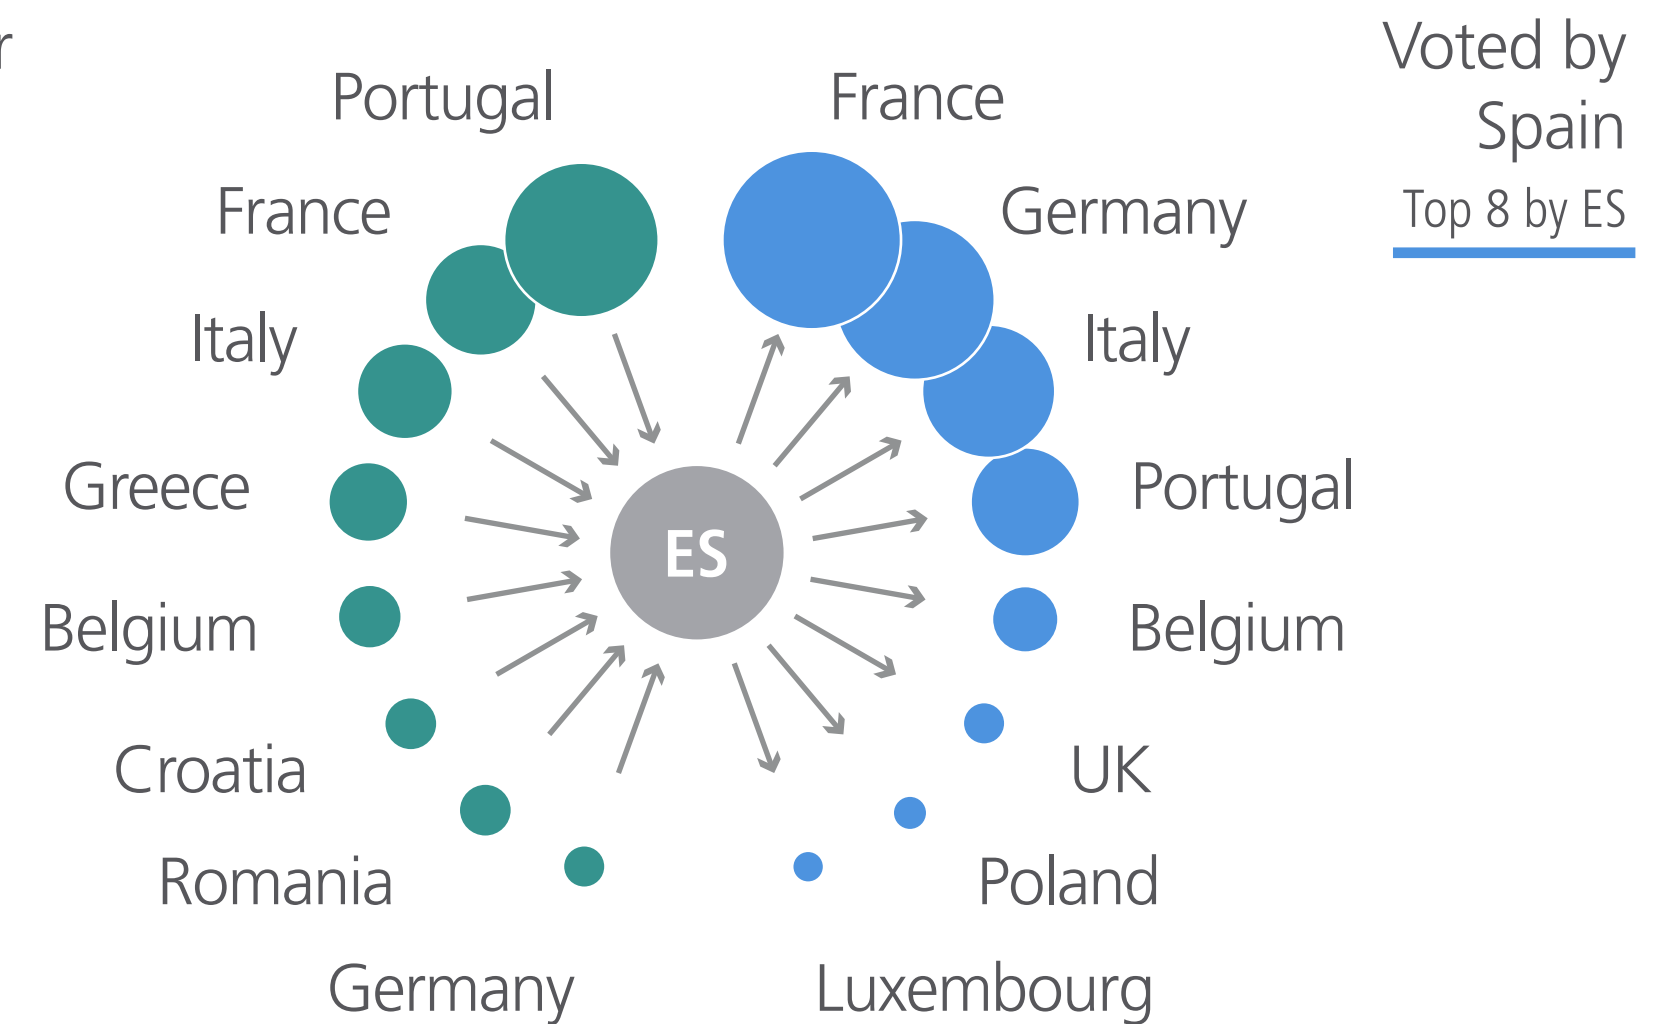 r
Voted by
Spain
Top 8 by ES
Portugal
France
Italy
Greece
Belgium
Croatia
Romania
Germany
ES
France
Germany
Italy
Portugal
Belgium
UK
Poland
Luxembourg